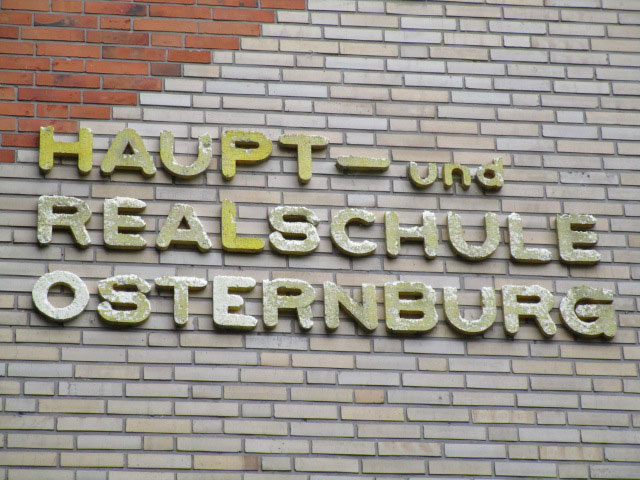 HAUPT- und
REALSCHULE
OSTERNBURG